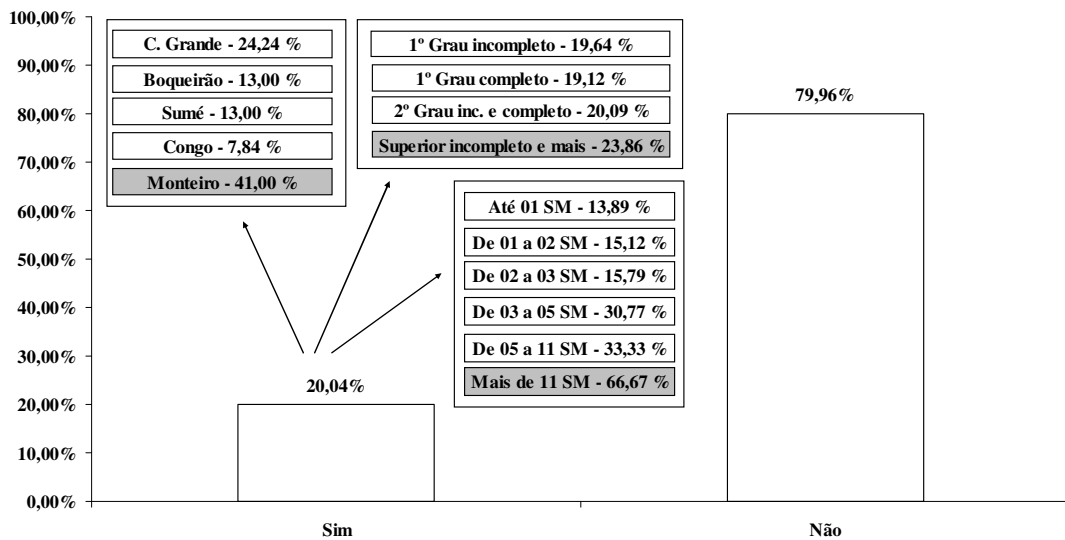 100,00%
90,00%
80,00%
70,00%
60,00%
50,00%
40,00%
30,00%
20,00%
10,00%
0,00%
C. Grande - 24,24 %
Boqueirão - 13,00 %
Sumé - 13,00 %
Congo - 7,84 %
Monteiro - 41,00 %
1º Grau incompleto - 19,64 %
1º Grau completo - 19,12 %
2º Grau inc. e completo - 20,09 %
Superior incompleto e mais - 23,86 %
Até 01 SM - 13,89 %
De 01 a 02 SM - 15,12 %
De 02 a 03 SM - 15,79 %
De 03 a 05 SM - 30,77 %
De 05 a 11 SM - 33,33 %
Mais de 11 SM - 66,67 %
20,04%
79,96%
Sim
Não